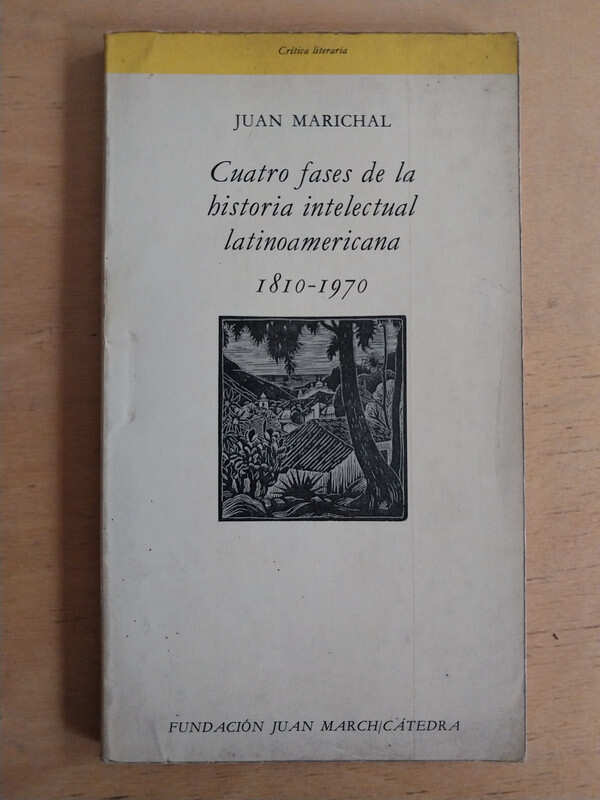 Crítica literaria
JUAN MARICHAL
Cuatro fases de la
historia intelectual
latinoamericana
1810-1970
FUNDACIÓN JUAN MARCH/CÁTEDRA